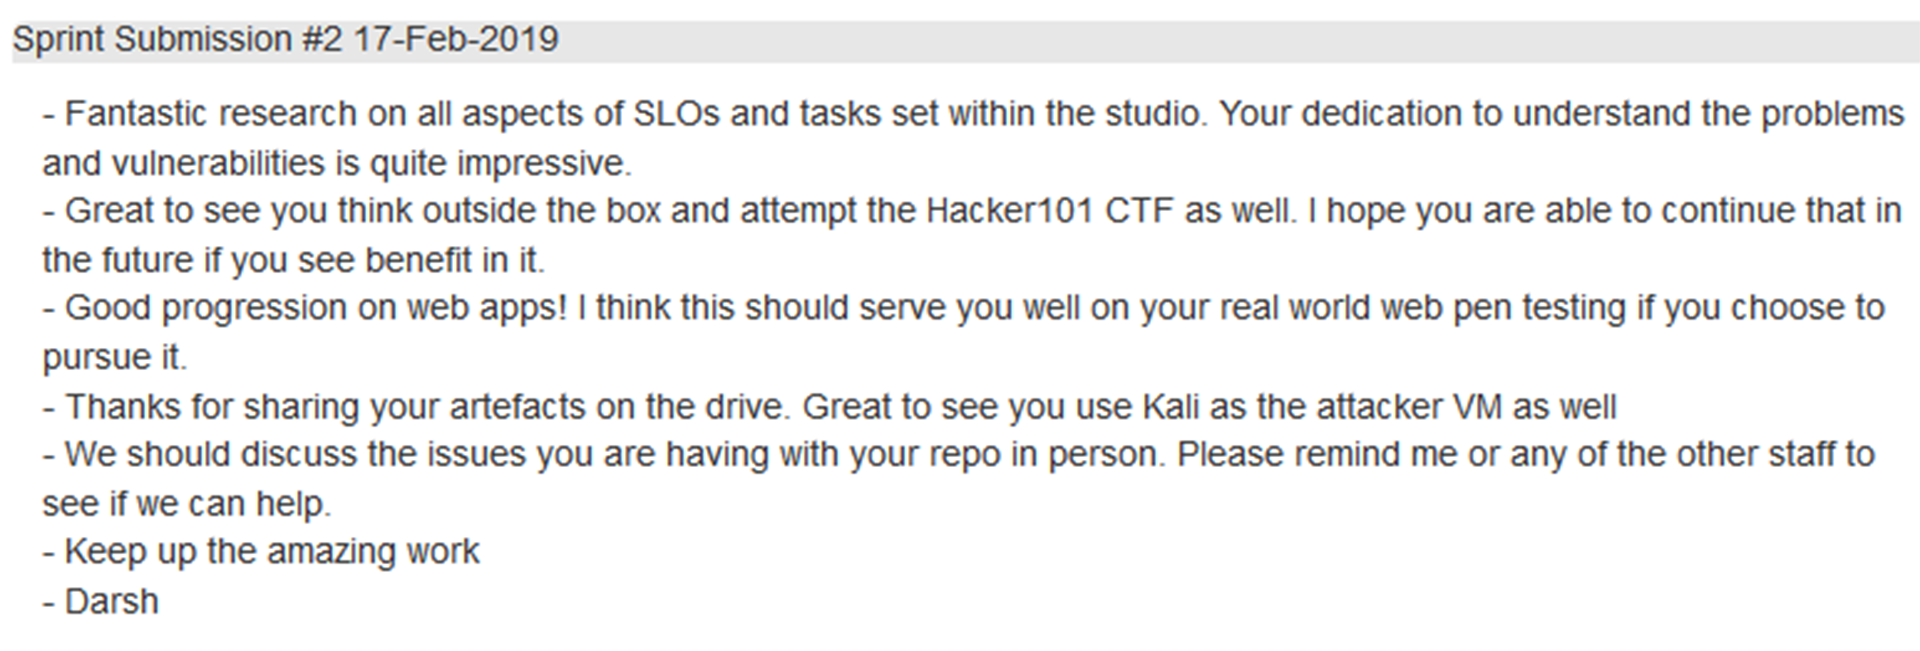 Sprint Submission #2 17-Feb-2019
- Fantastic research on all aspects of SLOs and tasks set within the studio. Your dedication to understand the problems
and vulnerabilities is quite impressive.
- Great to see you think outside the box and attempt the Hacker101 CTF as well. I hope you are able to continue that in
the future if you see benefit in it.
- Good progression on web apps! I think this should serve you well on your real world web pen testing if you choose to
pursue it.
- Thanks for sharing your artefacts on the drive. Great to see you use Kali as the attacker VM as well
- We should discuss the issues you are having with your repo in person. Please remind me or any of the other staff to
see if we can help.
- Keep up the amazing work
- Darsh